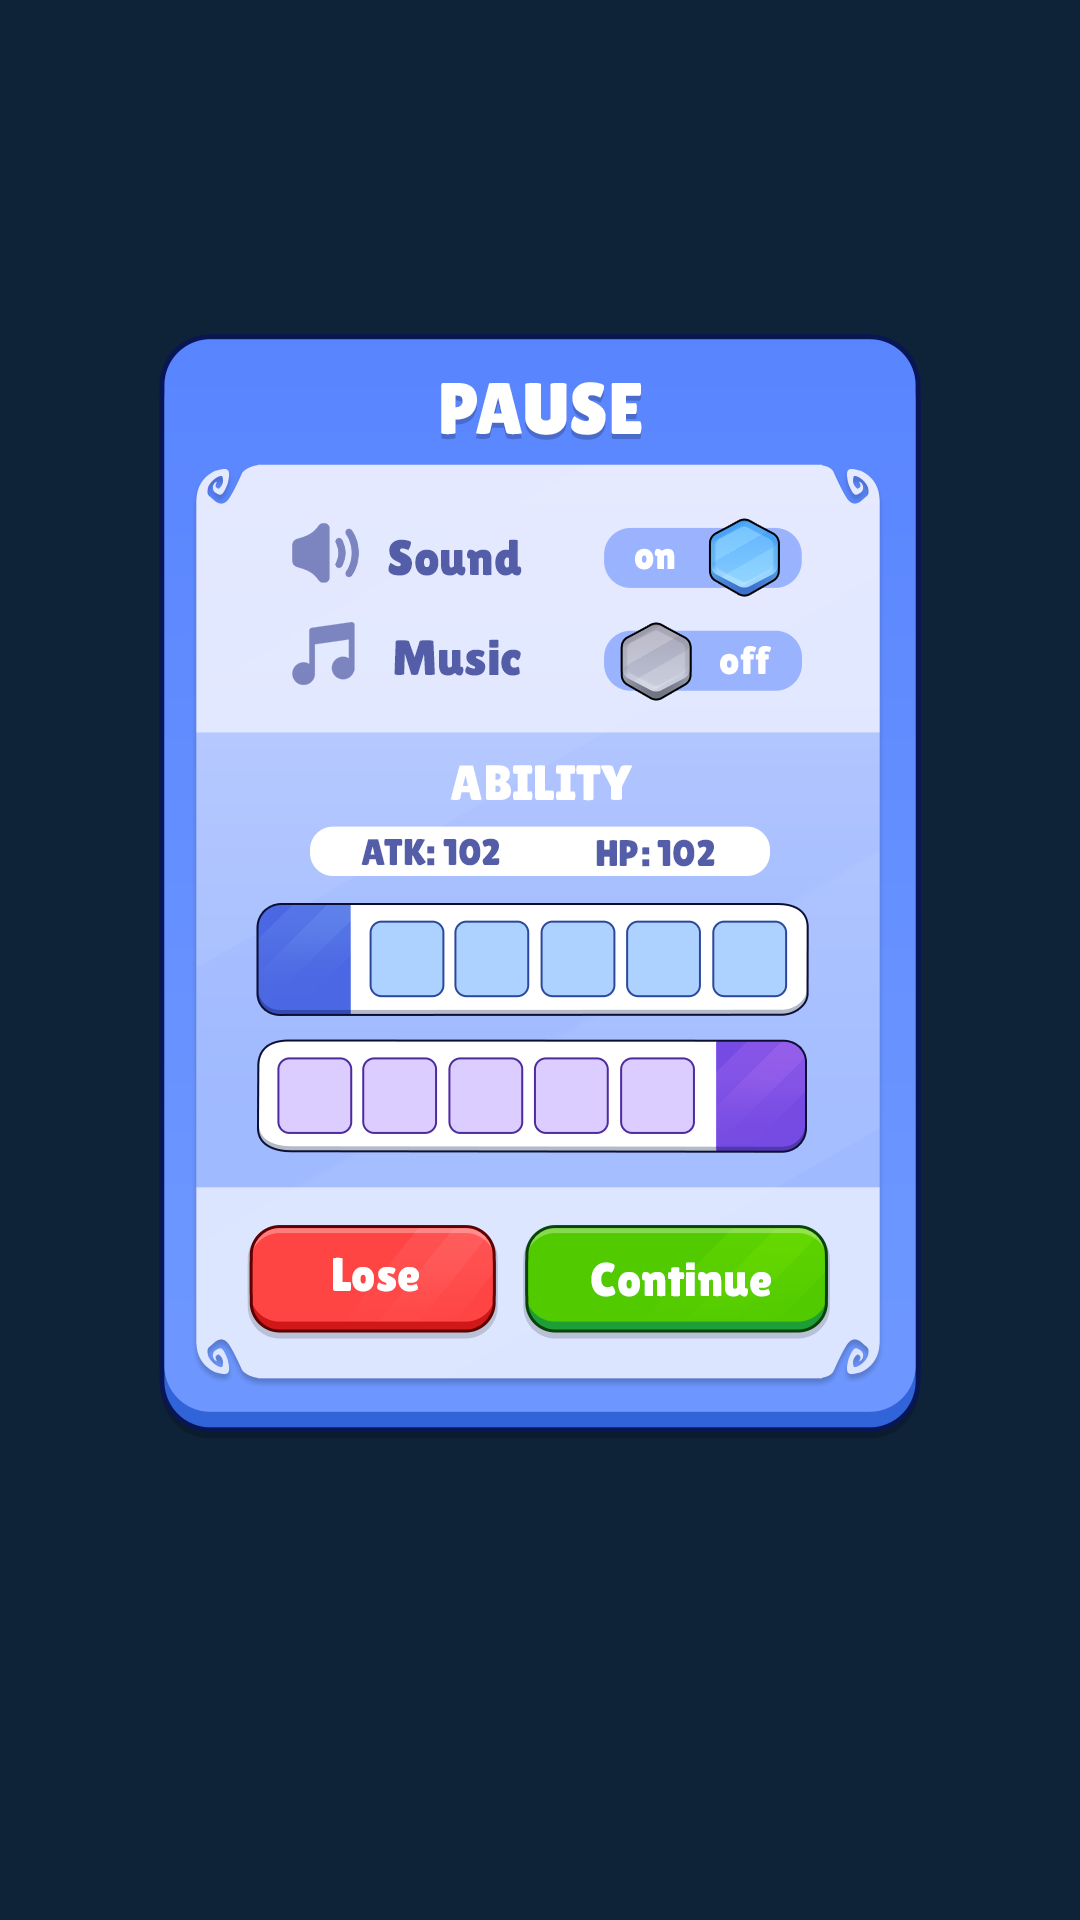 PAUSE
Sound on
Music off
ABILITY
ATK: 102 HP: 102
Lose Continue